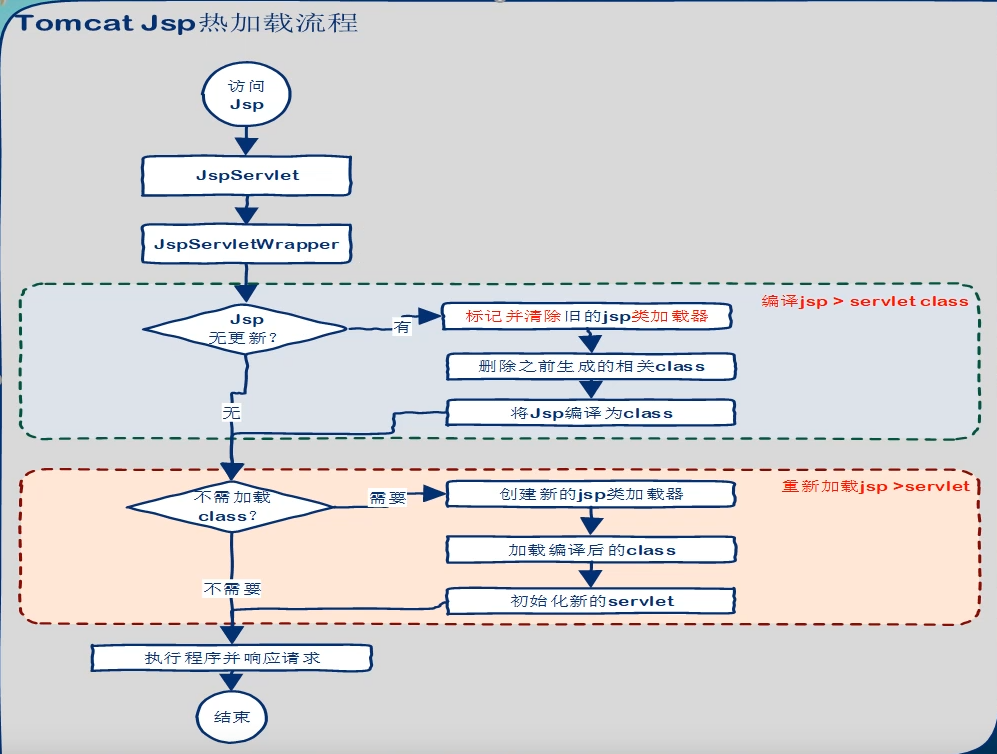 Tomcat Jsp热加载流程
访问
Jsp
JspServlet
JspServletWrapper
编译jsp > servlet class
Jsp
无更新?
有
标记并清除旧的jsp类加载器
删除之前生成的相关class
无
将Jsp编译为class
重新加载jsp >servlet
不需加载
class?
需要
创建新的jsp类加载器
加载编译后的class
不需要
初始化新的servlet
执行程序并响应请求
结束